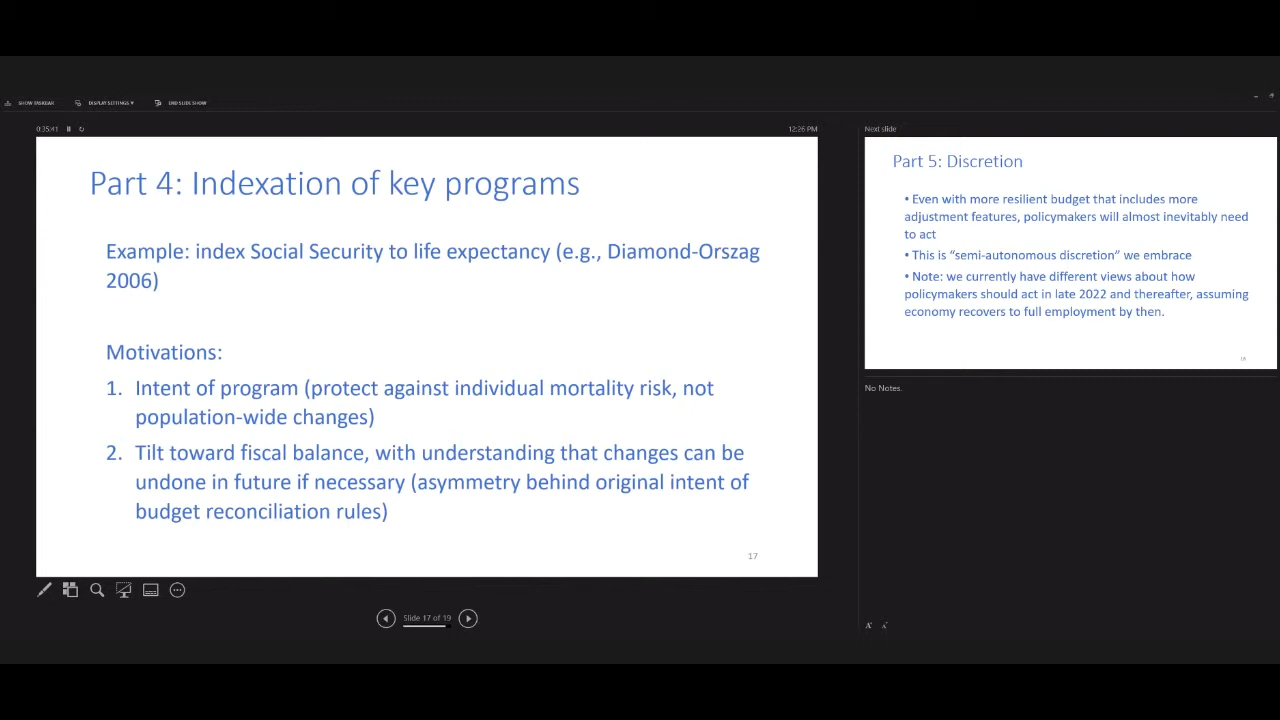 SHOW TASKBAR
DISPLAY SETTINGS ▾
END SLIDE SHOW
0:35:41
12:26 PM
Part 4: Indexation of key programs
Example: index Social Security to life expectancy (e.g., Diamond-Orszag
2006)
Motivations:
1. Intent of program (protect against individual mortality risk, not
population-wide changes)
2. Tilt toward fiscal balance, with understanding that changes can be
undone in future if necessary (asymmetry behind original intent of
budget reconciliation rules)
17
Slide 17 of 19
Next slide
Part 5: Discretion
• Even with more resilient budget that includes more
adjustment features, policymakers will almost inevitably need
to act
• This is “semi-autonomous discretion” we embrace
• Note: we currently have different views about how
policymakers should act in late 2022 and thereafter, assuming
economy recovers to full employment by then.
18
No Notes.
A A